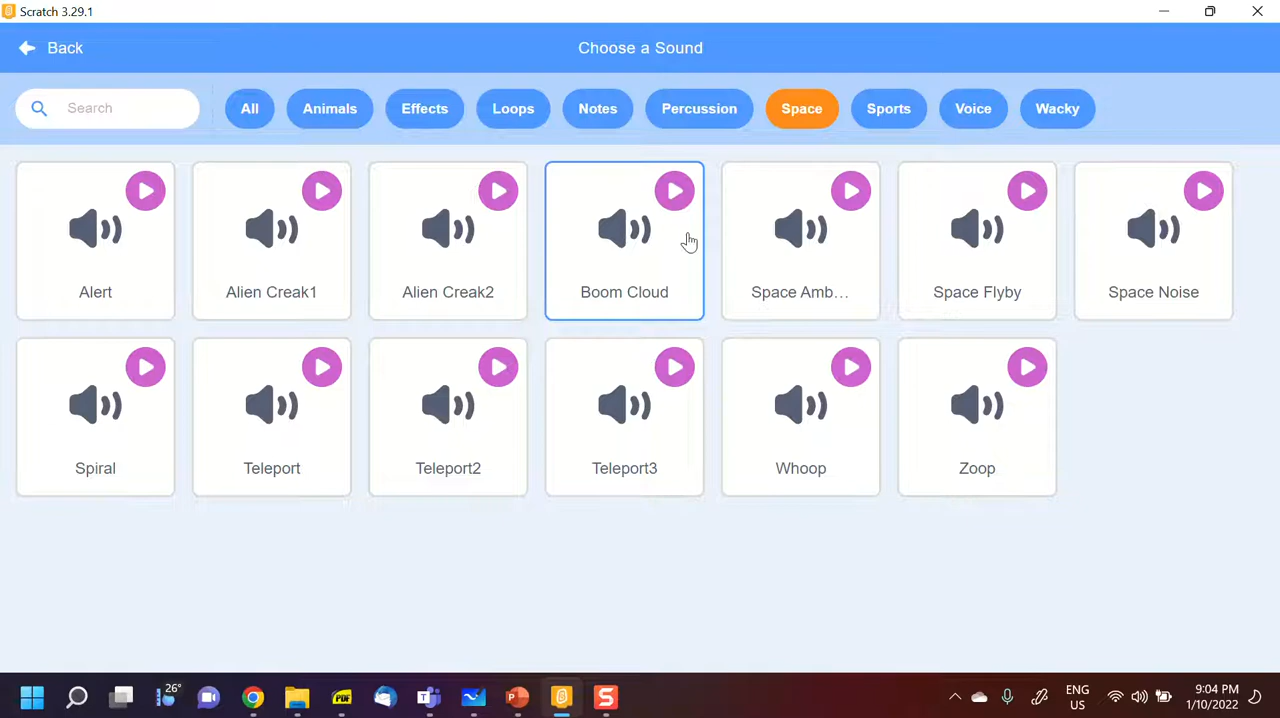 Scratch 3.29.1
Back
Choose a Sound
Search
All
Animals
Effects
Loops
Notes
Percussion
Space
Sports
Voice
Wacky
Alert
Alien Creak1
Alien Creak2
Boom Cloud
Space Amb...
Space Flyby
Space Noise
Spiral
Teleport
Teleport2
Teleport3
Whoop
Zoop
26°
PDF
T
P
S
ENG
US
9:04 PM
1/10/2022